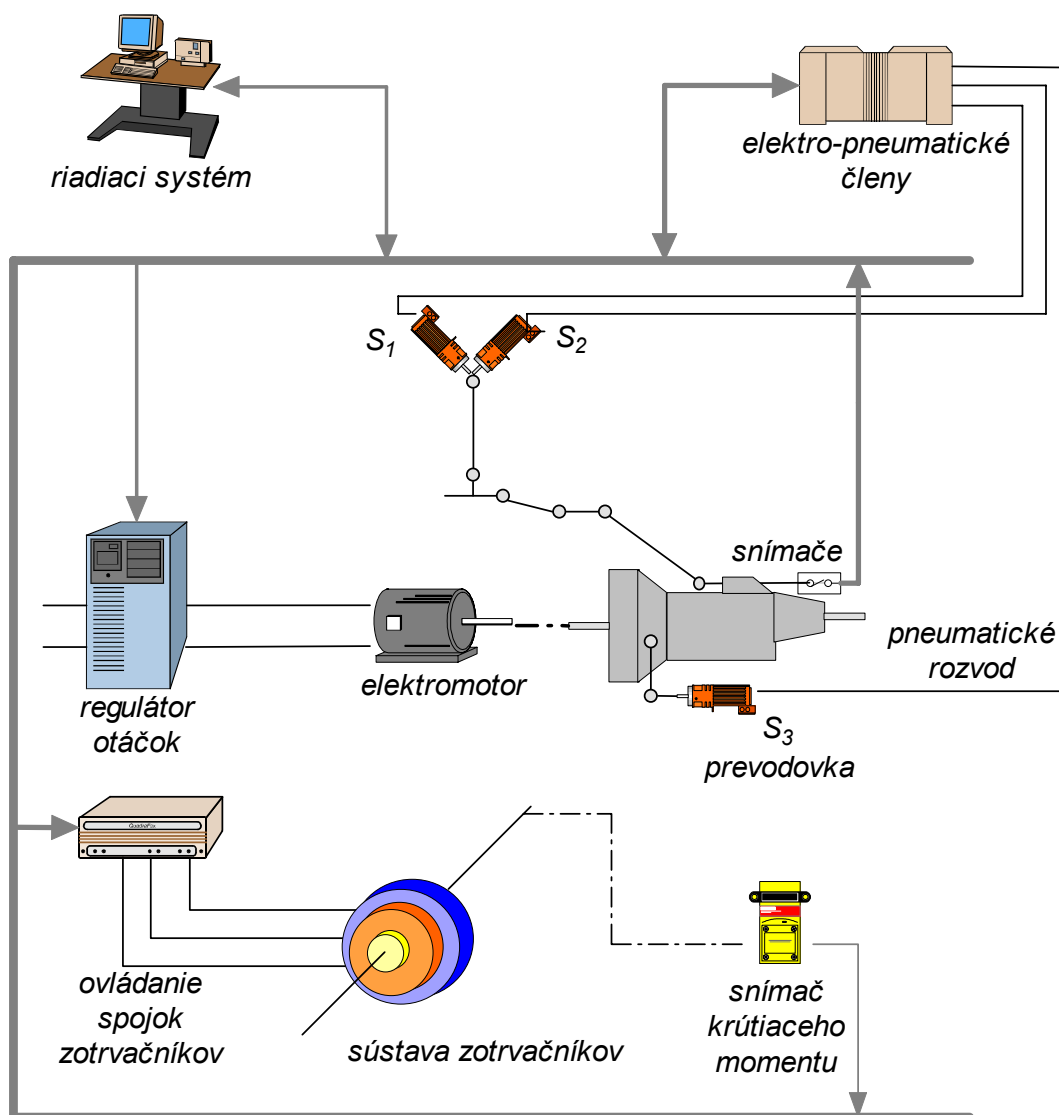 riadiaci systém
elektro-pneumatické
členy
S1
S2
snímače
pneumatické
rozvod
elektromotor
regulátor
otáčok
S3
prevodovka
QuadraFlex
ovládanie
spojok
zotrvačníkov
sústava zotrvačníkov
snímač
krútiaceho
momentu